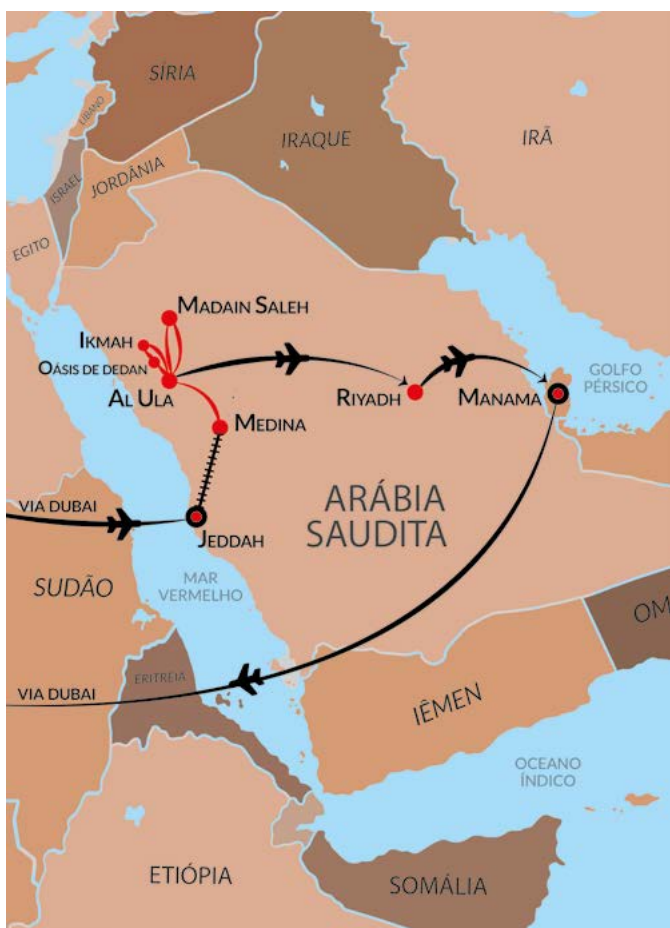 SÍRIA
LÍBANO
IRAQUE
IRÃ
ISRAEL
JORDÂNIA
EGITO
MADAIN SALEH
IKMAH
OÁSIS DE DEDAN
AL ULA
RIYADH
MANAMA
GOLFO
PÉRSICO
MEDINA
ARÁBIA
SAUDITA
VIA DUBAI
JEDDAH
MAR
VERMELHO
SUDÃO
OM
ERITREIA
VIA DUBAI
IÊMEN
OCEANO
ÍNDICO
ETIÓPIA
SOMÁLIA